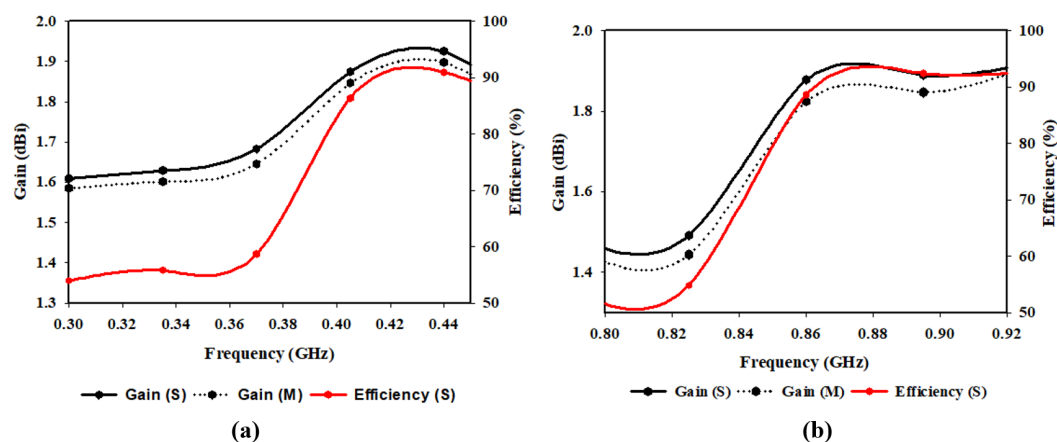 2.0
1.9
1.8
1.7
1.6
1.5
1.4
1.3
Gain (dBi)
100
90
80
70
60
50
Efficiency (%)
0.30 0.32 0.34 0.36 0.38 0.40 0.42 0.44
Frequency (GHz)
Gain (S) Gain (M) Efficiency (S)
(a)
2.0
1.8
1.6
1.4
Gain (dBi)
100
90
80
70
60
50
Efficiency (%)
0.80 0.82 0.84 0.86 0.88 0.90 0.92
Frequency (GHz)
Gain (S) Gain (M) Efficiency (S)
(b)